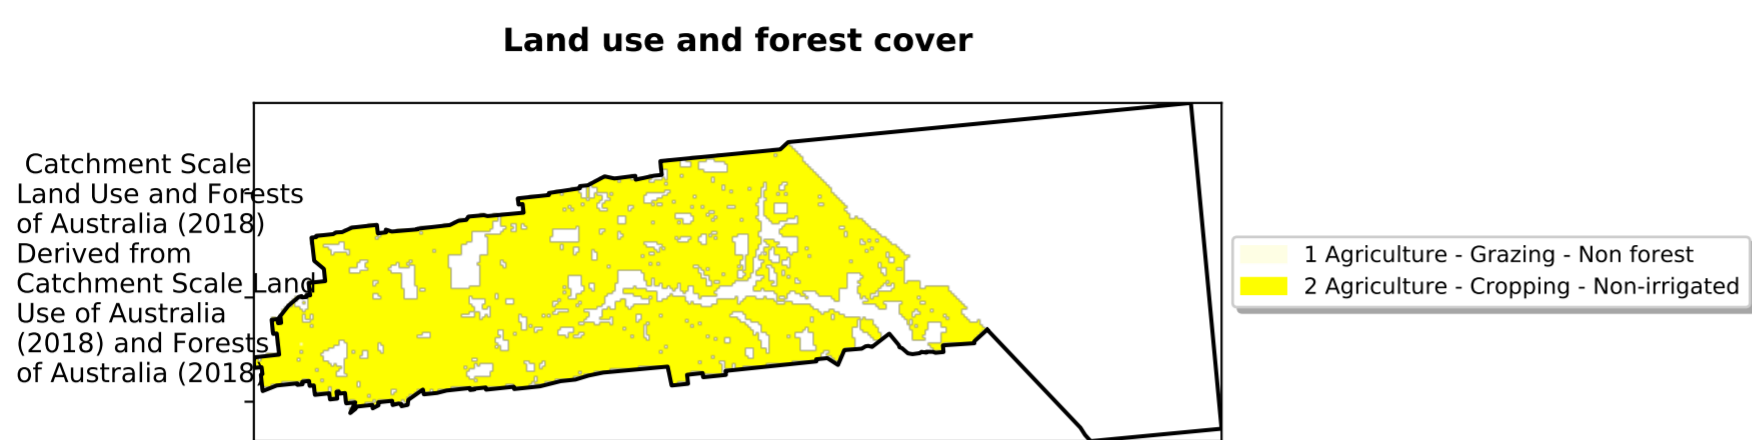 Land use and forest cover
Catchment Scale
Land Use and Forests
of Australia (2018)
Derived from
Catchment Scale Land
Use of Australia
(2018) and Forests
of Australia (2018)
1 Agriculture - Grazing - Non forest
2 Agriculture - Cropping - Non-irrigated